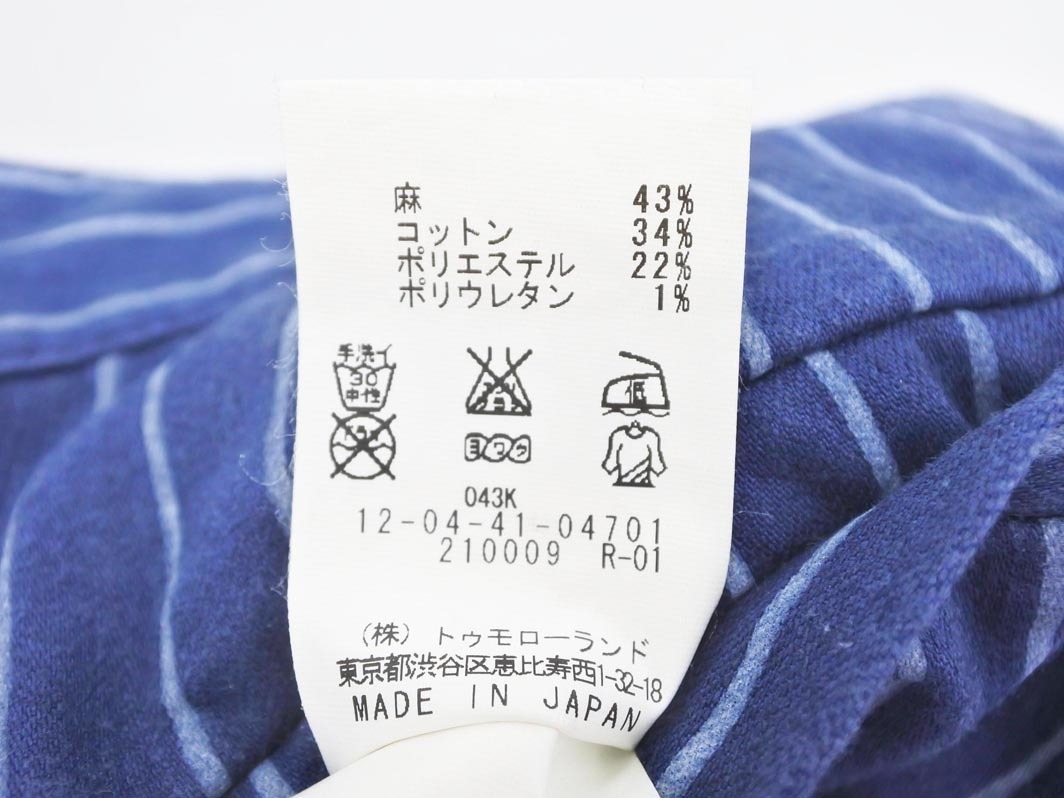 麻 43%
コットン 34%
ポリエステル 22%
ポリウレタン 1%
手洗イ
30
中性
低
ヨワク
043K
12-04-41-04701
210009 R-01
(株)トゥモローランド
東京都渋谷区恵比寿西1-32-18
MADE IN JAPAN